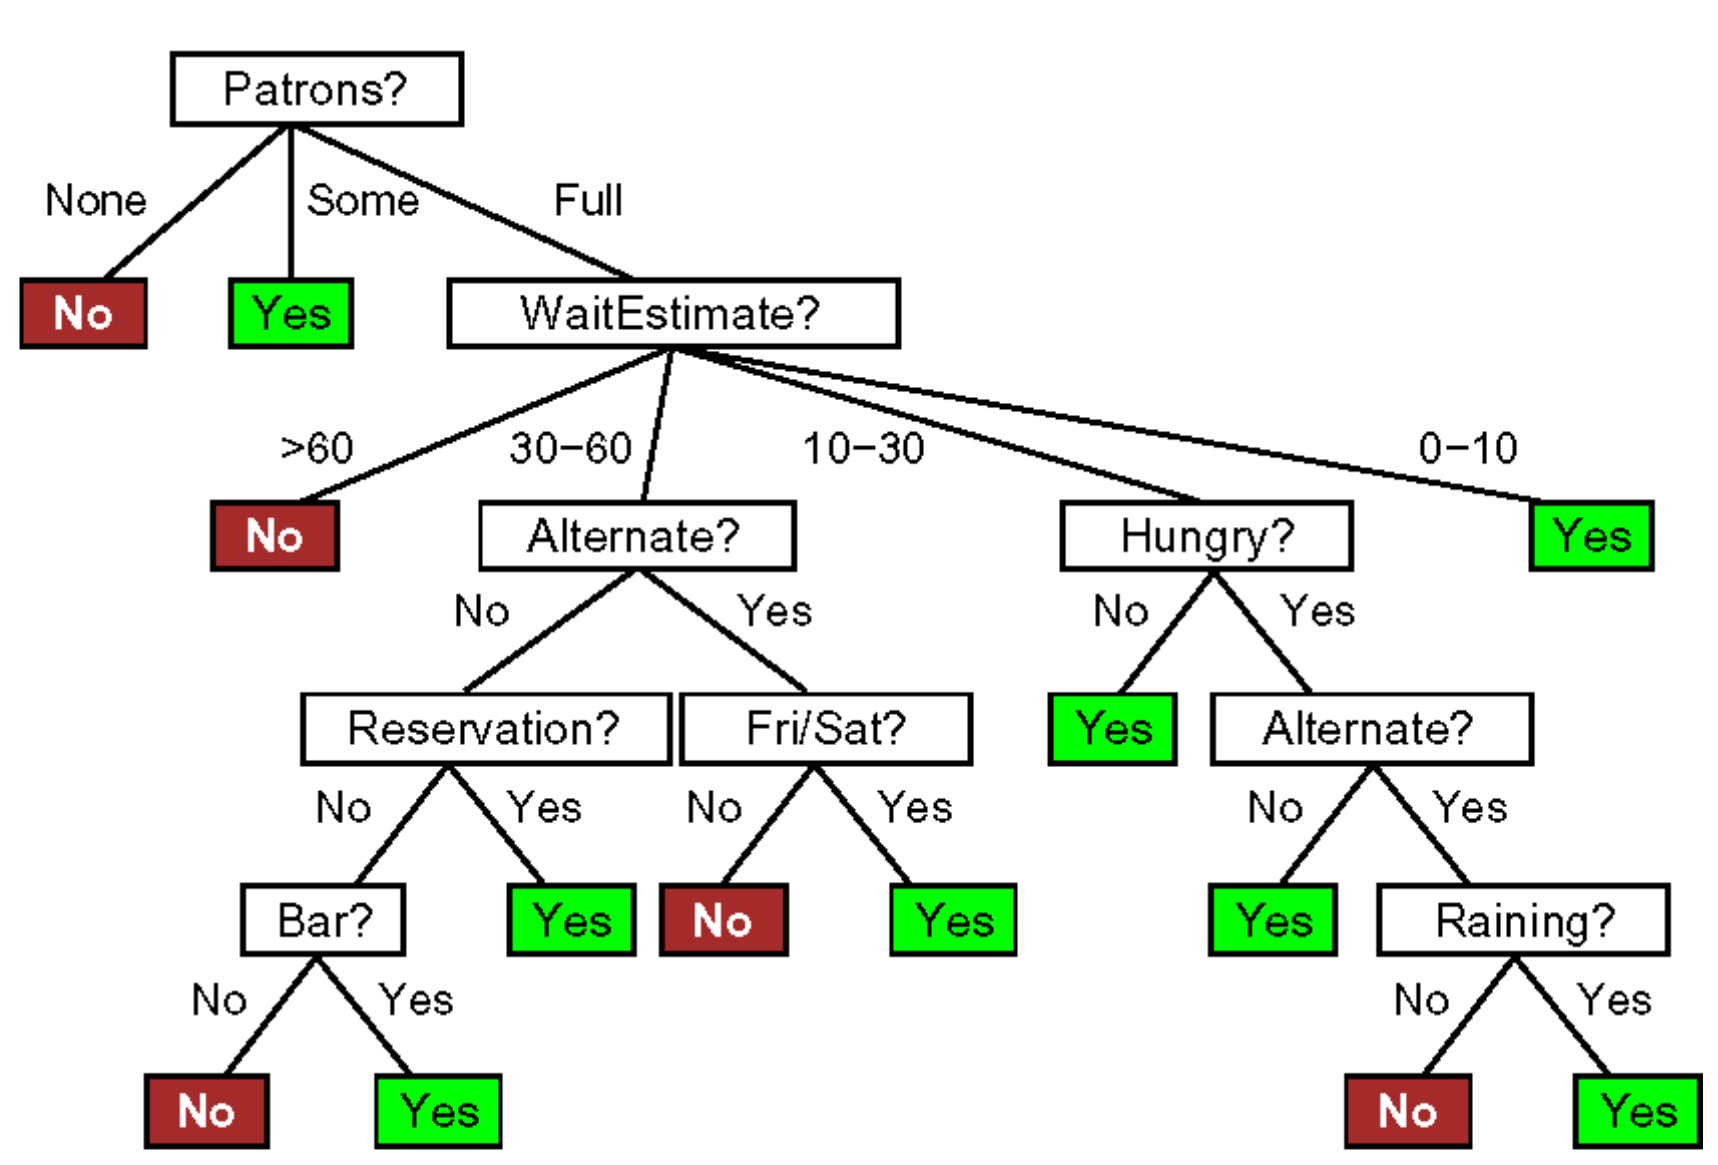 Patrons?
None Some Full
No Yes WaitEstimate?
>60 30−60 10−30 0−10
No Alternate? Hungry? Yes
No Yes No Yes
Reservation? Fri/Sat? Yes Alternate?
No Yes No Yes No Yes
Bar? Yes No Yes Yes Raining?
No Yes No Yes
No Yes No Yes